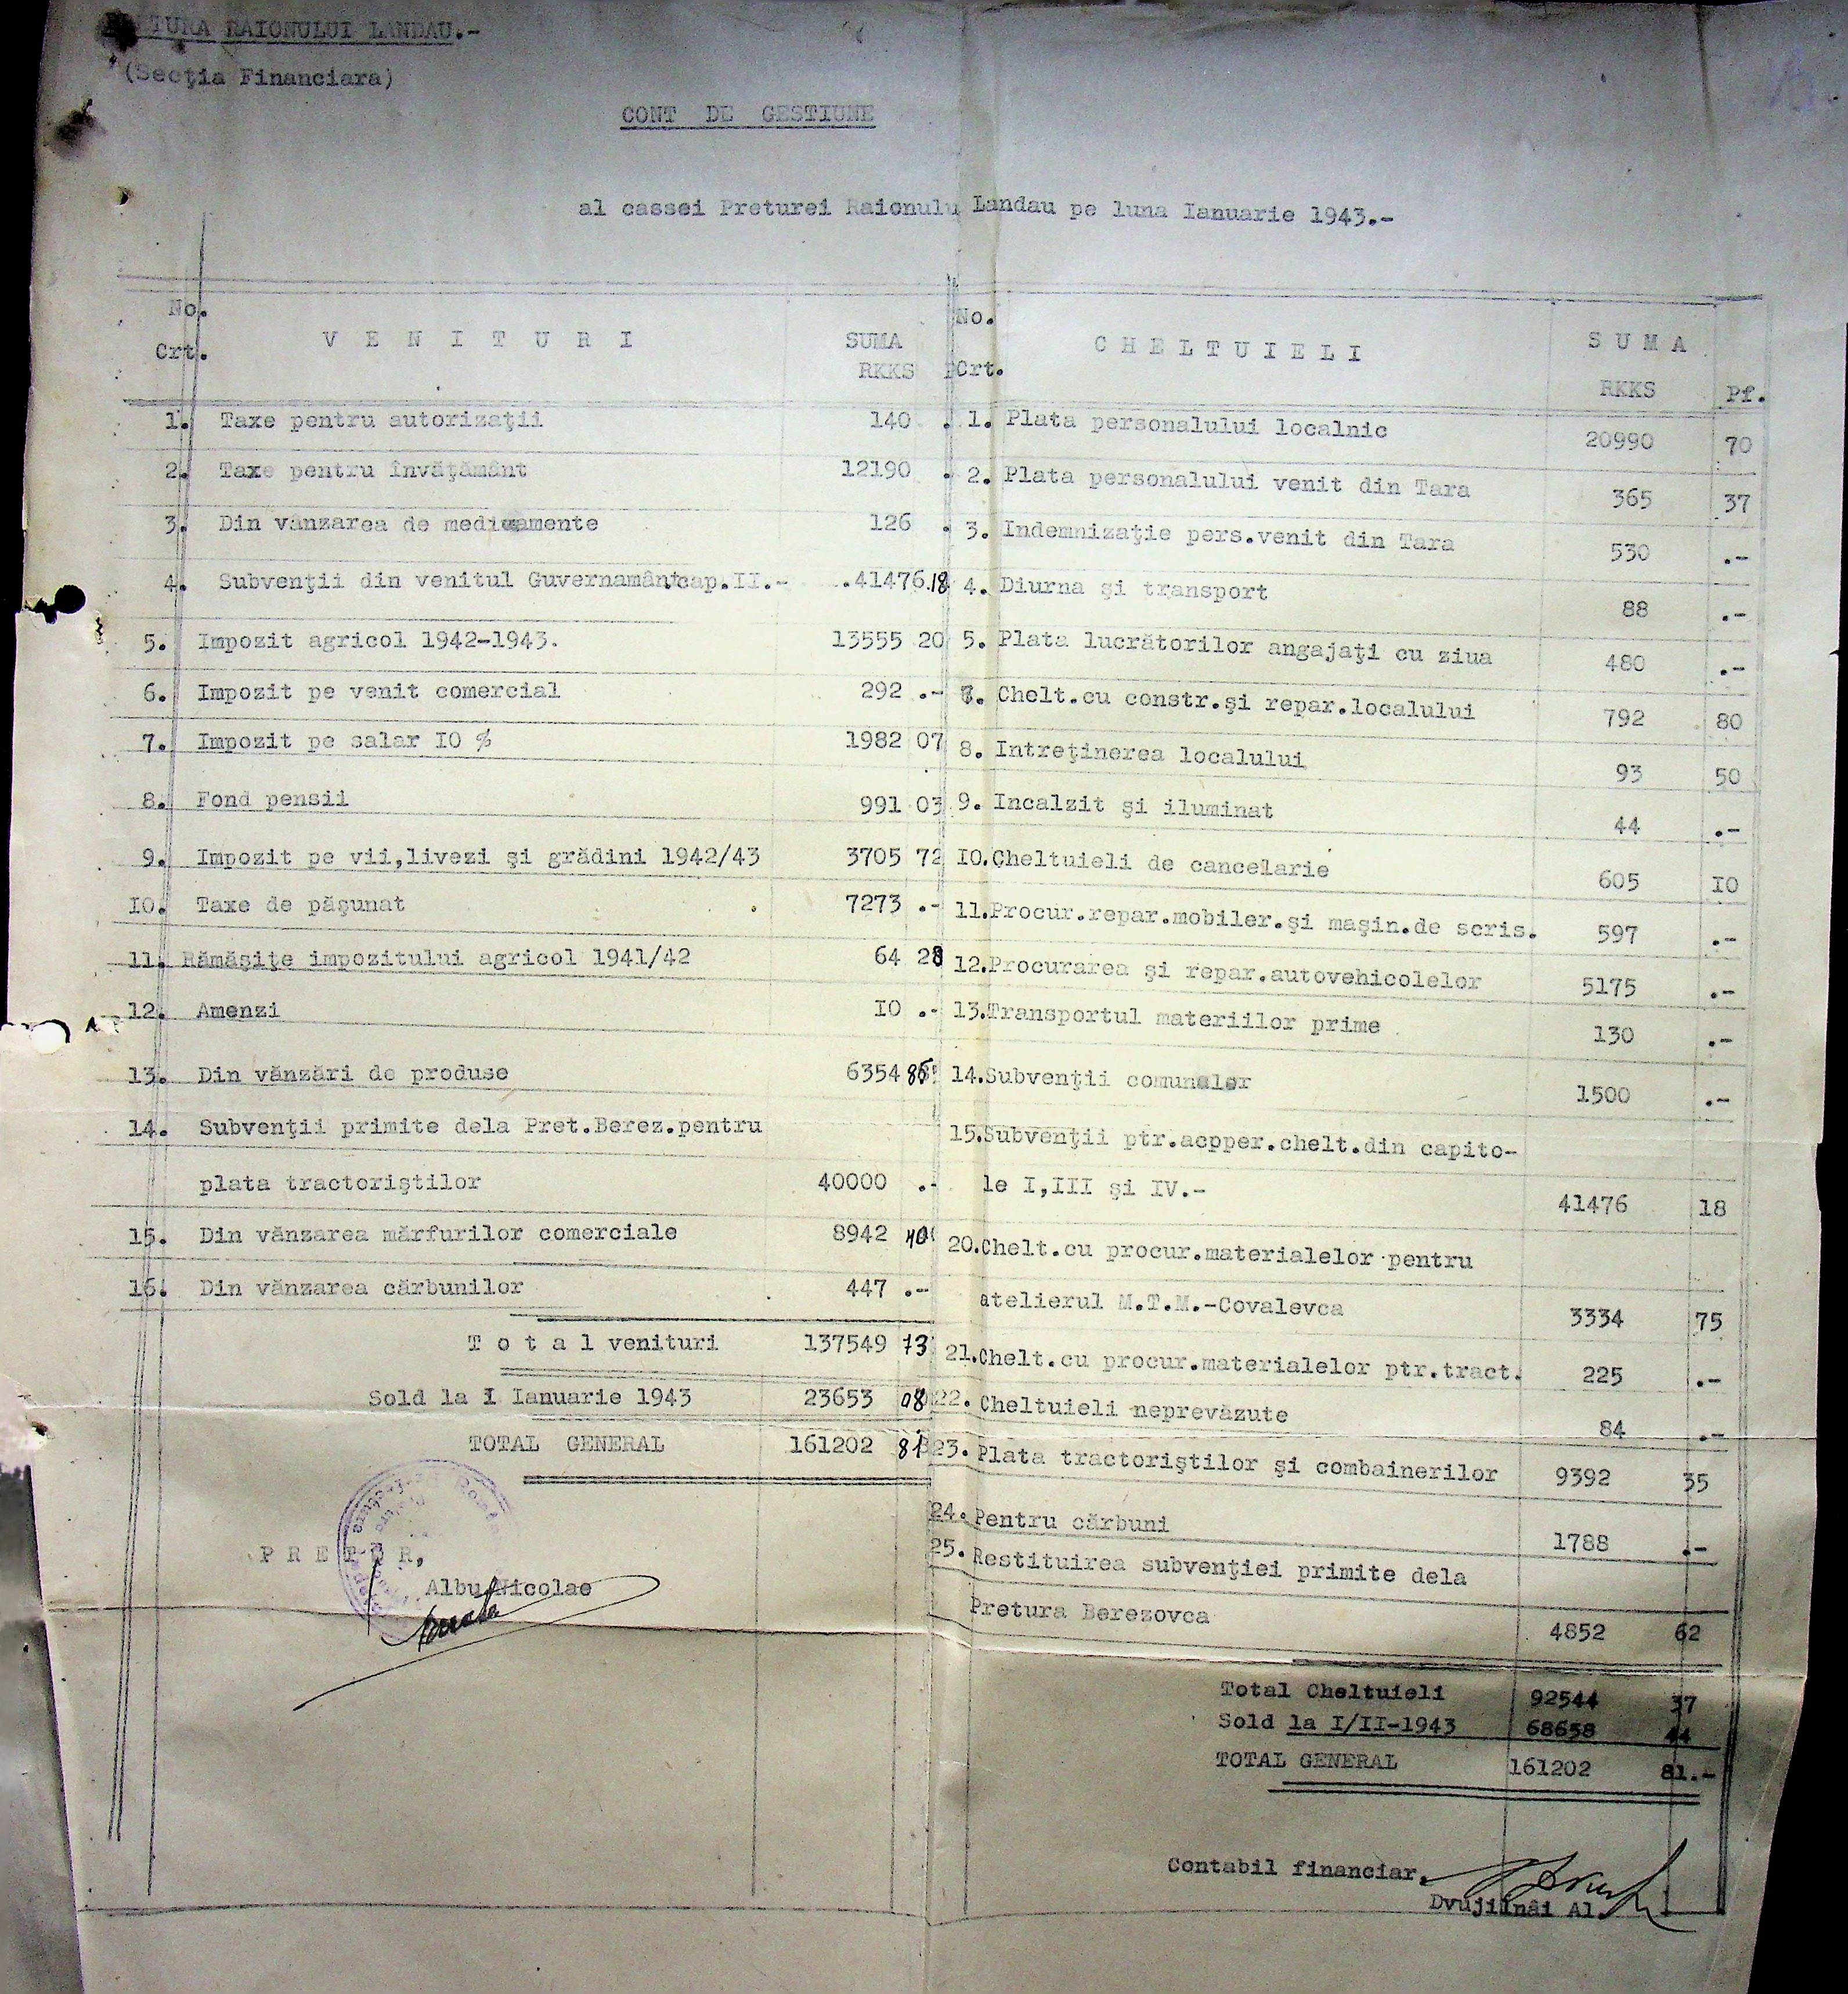 TURA RAIONULUI LANDAU.-
(Secţia Financiara)
CONT DE GESTIUNE
al cassei Preturei Raionulu Landau pe luna Ianuarie 1943.-
No. Crt. V E N I T U R I SUMA RKKS
1. Taxe pentru autorizaţii 140 .
2. Taxe pentru învăţământ 12190 .
3. Din vânzarea de medicamente 126 .
4. Subvenţii din venitul Guvernamânt.cap.II.- .41476.18
5. Impozit agricol 1942-1943. 13555 20
6. Impozit pe venit comercial 292 .-
7. Impozit pe salar IO % 1982 07
8. Fond pensii 991 03
9. Impozit pe vii,livezi şi grădini 1942/43 3705 72
IO. Taxe de păşunat 7273 .-
11. Rămăşiţe impozitului agricol 1941/42 64 28
12. Amenzi IO .-
13. Din vănzări de produse 6354 85
14. Subvenţii primite dela Pret.Berez.pentru
plata tractoriştilor 40000 .-
15. Din vănzarea mărfurilor comerciale 8942 40
16. Din vănzarea cărbunilor 447 .-
T o t a l venituri 137549 73
Sold la 1 Ianuarie 1943 23653 08
TOTAL GENERAL 161202 81
P R E T O R,
Albu Nicolae
No. Crt. C H E L T U I E L I S U M A RKKS Pf.
1. Plata personalului localnic 20990 70
2. Plata personalului venit din Tara 365 37
3. Indemnizaţie pers.venit din Tara 530 .-
4. Diurna şi transport 88 .-
5. Plata lucrătorilor angajaţi cu ziua 480 .-
7. Chelt.cu constr.şi repar.localului 792 80
8. Intreţinerea localului 93 50
9. Incalzit şi iluminat 44 .-
IO.Cheltuieli de cancelarie 605 IO
11.Procur.repar.mobiler.şi maşin.de scris. 597 .-
12.Procurarea şi repar.autovehicolelor 5175 .-
13.Transportul materiilor prime 130 .-
14.Subvenţii comunelor 1500 .-
15.Subvenţii ptr.acpper.chelt.din capito-
le I,III şi IV.- 41476 18
20.Chelt.cu procur.materialelor pentru
atelierul M.T.M.-Covalevca 3334 75
21.Chelt.cu procur.materialelor ptr.tract. 225 .-
22. Cheltuieli neprevăzute 84 .-
23. Plata tractoriştilor şi combainerilor 9392 35
24. Pentru cărbuni 1788 .-
25. Restituirea subvenţiei primite dela
Pretura Berezovca 4852 62
Total Cheltuieli 92544 37
Sold la I/II-1943 68658 44
TOTAL GENERAL 161202 81.-
Contabil financiar,
Dvujilnâi Al.